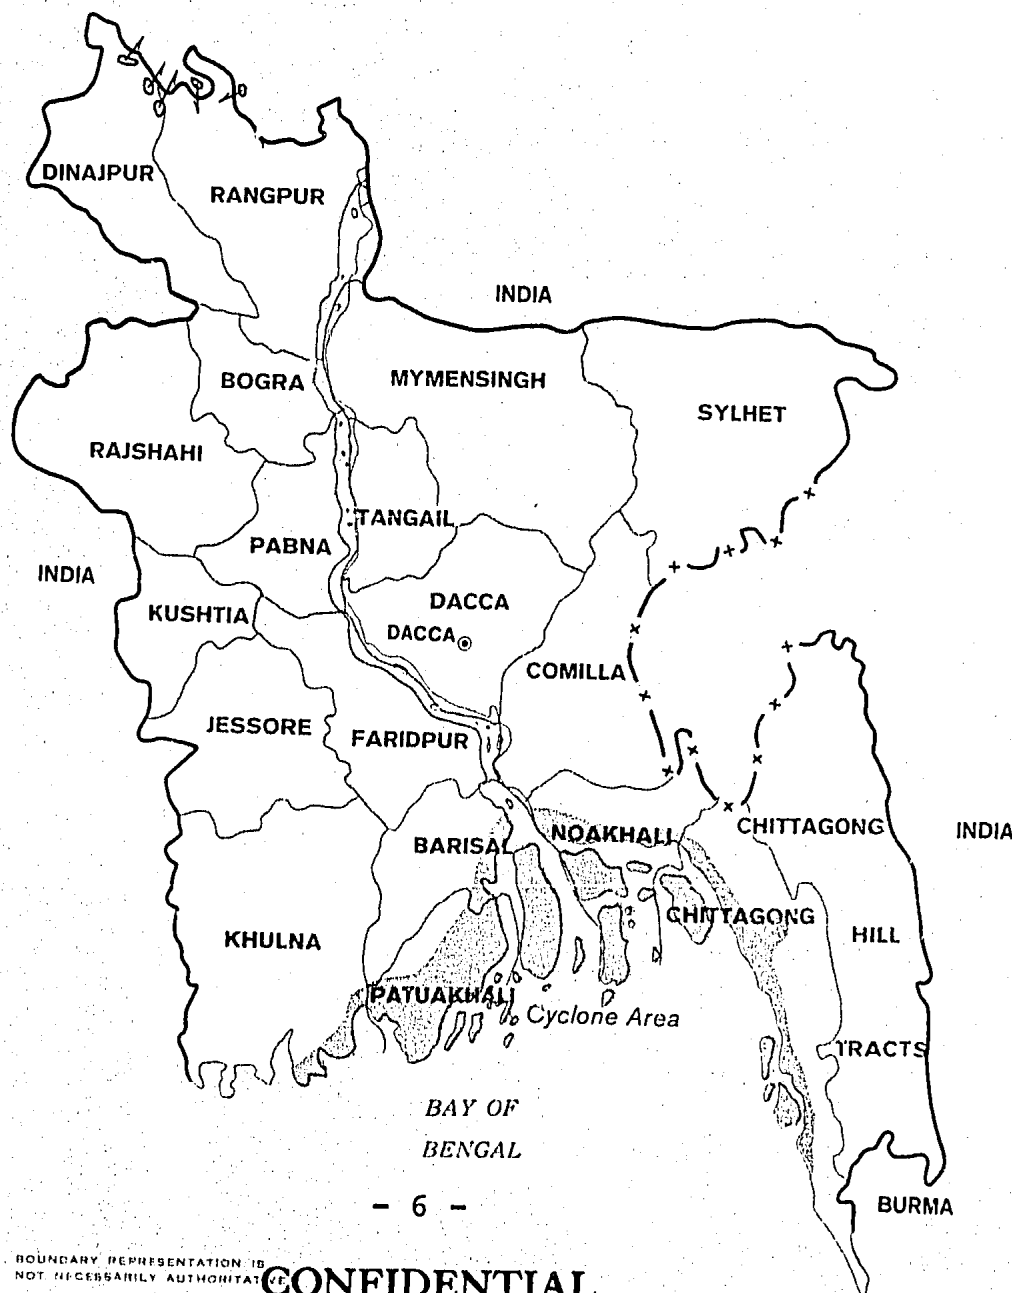 DINAJPUR
RANGPUR
INDIA
BOGRA
MYMENSINGH
SYLHET
RAJSHAHI
TANGAIL
PABNA
INDIA
DACCA
KUSHTIA
DACCA
COMILLA
JESSORE
FARIDPUR
CHITTAGONG
INDIA
NOAKHALI
BARISAL
CHITTAGONG
HILL
KHULNA
PATUAKHALI
Cyclone Area
TRACTS
BAY OF
BENGAL
- 6 -
BURMA
BOUNDARY REPRESENTATION IS
NOT NECESSARILY AUTHORITATIVE
CONFIDENTIAL